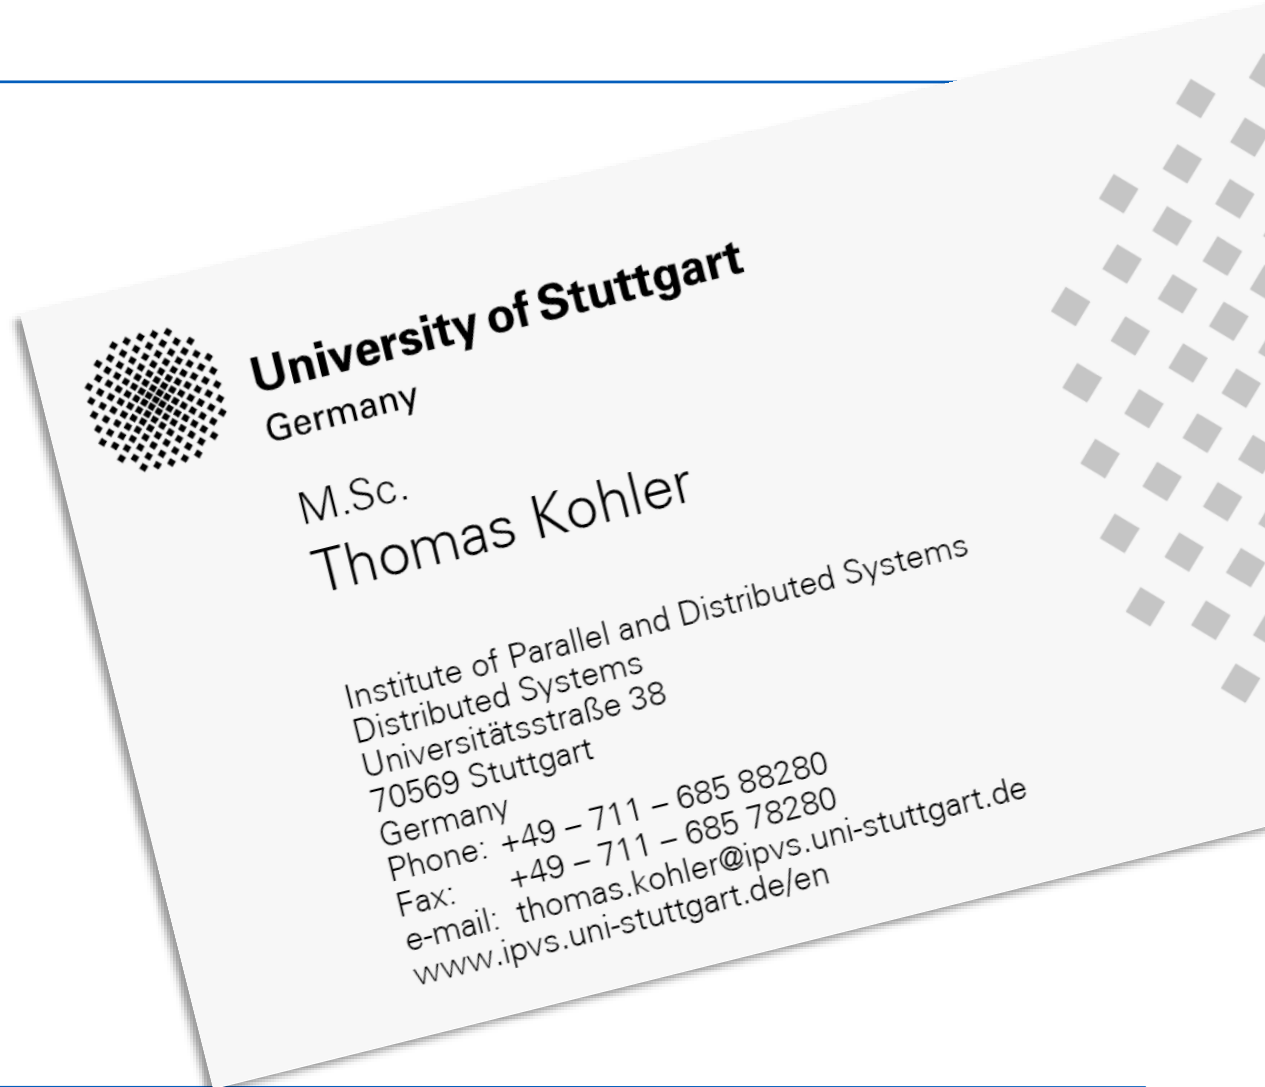 University of Stuttgart
Germany
M.Sc.
Thomas Kohler
Institute of Parallel and Distributed Systems
Distributed Systems
Universitätsstraße 38
70569 Stuttgart
Germany
Phone: +49 – 711 – 685 88280
Fax: +49 – 711 – 685 78280
e-mail: thomas.kohler@ipvs.uni-stuttgart.de
www.ipvs.uni-stuttgart.de/en